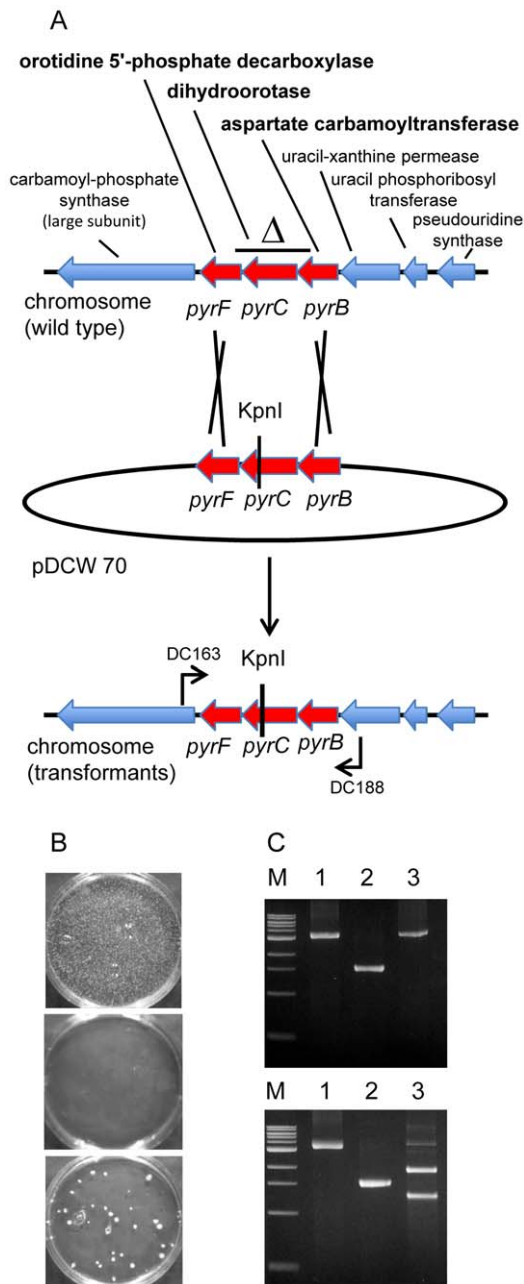 A
orotidine 5'-phosphate decarboxylase
dihydroorotase
aspartate carbamoyltransferase
uracil-xanthine permease
carbamoyl-phosphate
synthase
(large subunit)
uracil phosphoribosyl
transferase
pseudouridine
synthase
Δ
chromosome
(wild type)
pyrF pyrC pyrB
KpnI
pyrF pyrC pyrB
pDCW 70
DC163
KpnI
chromosome
(transformants)
pyrF pyrC pyrB
DC188
B
C
M 1 2 3
M 1 2 3